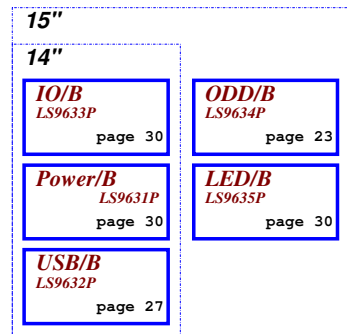 15"
14"
IO/B
LS9633P
page 30
ODD/B
LS9634P
page 23
Power/B
LS9631P
page 30
LED/B
LS9635P
page 30
USB/B
LS9632P
page 27